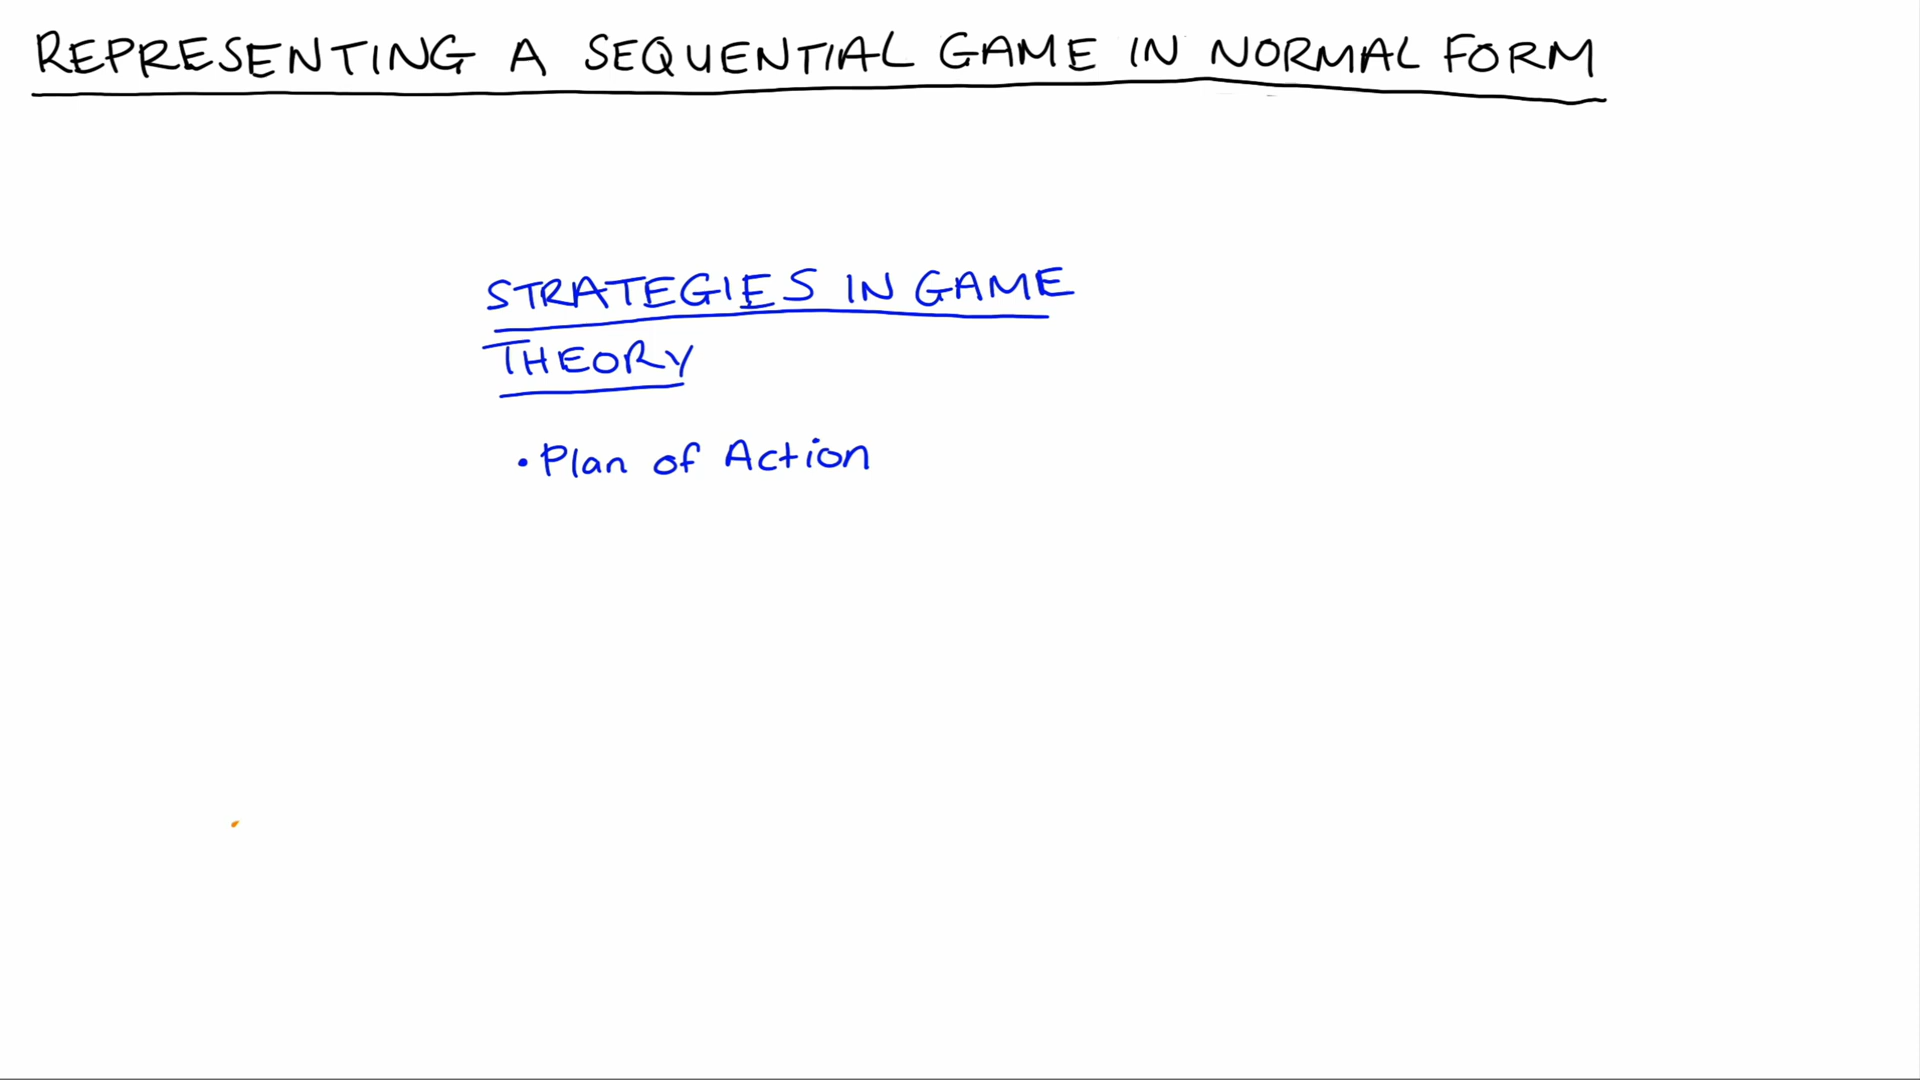 REPRESENTING A SEQUENTIAL GAME IN NORMAL FORM
STRATEGIES IN GAME
THEORY
• Plan of Action